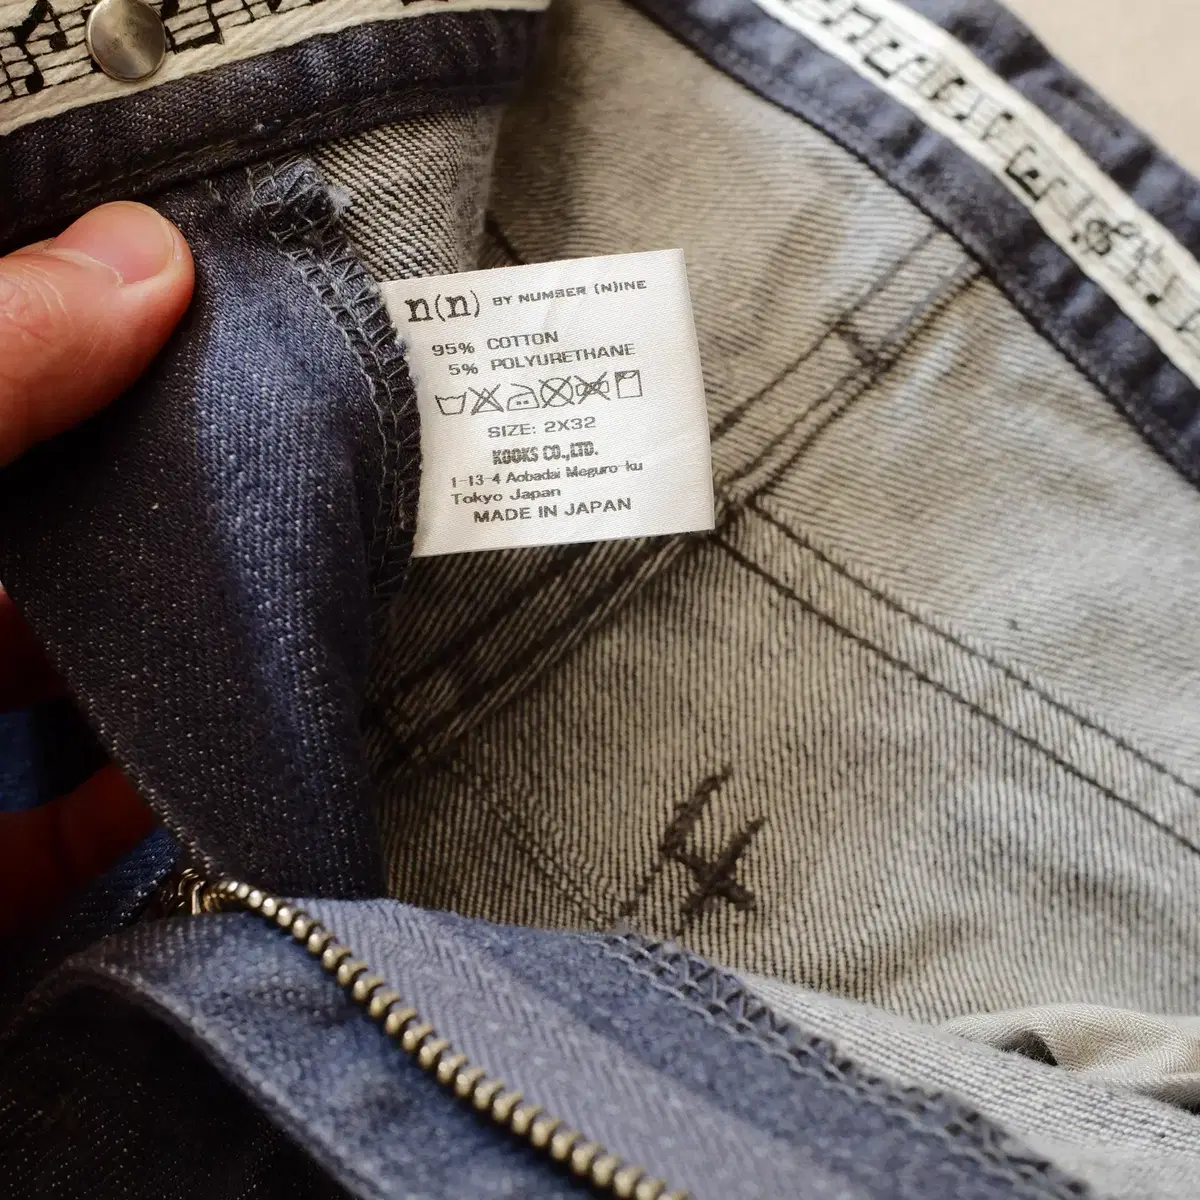 n(n) BY NUMBER (N)INE
95% COTTON
5% POLYURETHANE
SIZE: 2X32
KOOKS CO.,LTD.
1-13-4 Aobadai Meguro-ku
Tokyo Japan
MADE IN JAPAN